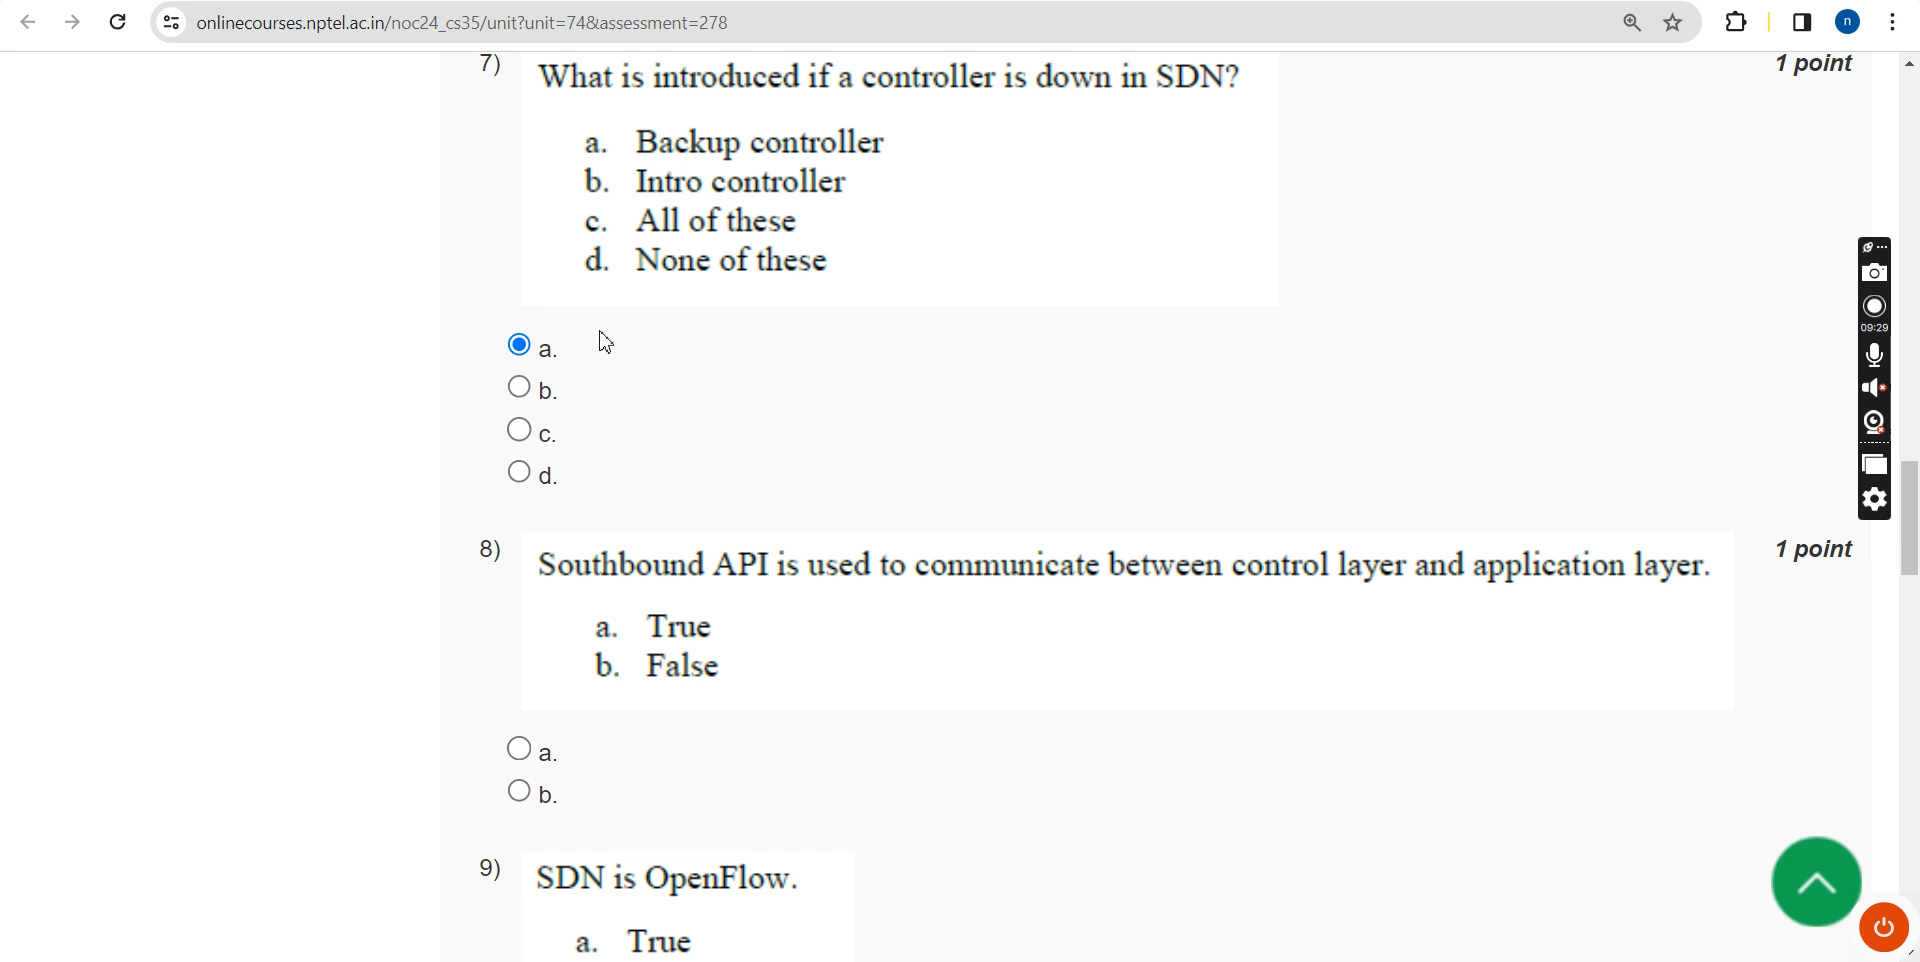 onlinecourses.nptel.ac.in/noc24_cs35/unit?unit=74&assessment=278
n
7)
What is introduced if a controller is down in SDN?
1 point
a. Backup controller
b. Intro controller
c. All of these
d. None of these
09:29
a.
b.
c.
d.
8)
Southbound API is used to communicate between control layer and application layer.
1 point
a. True
b. False
a.
b.
9)
SDN is OpenFlow.
a. True